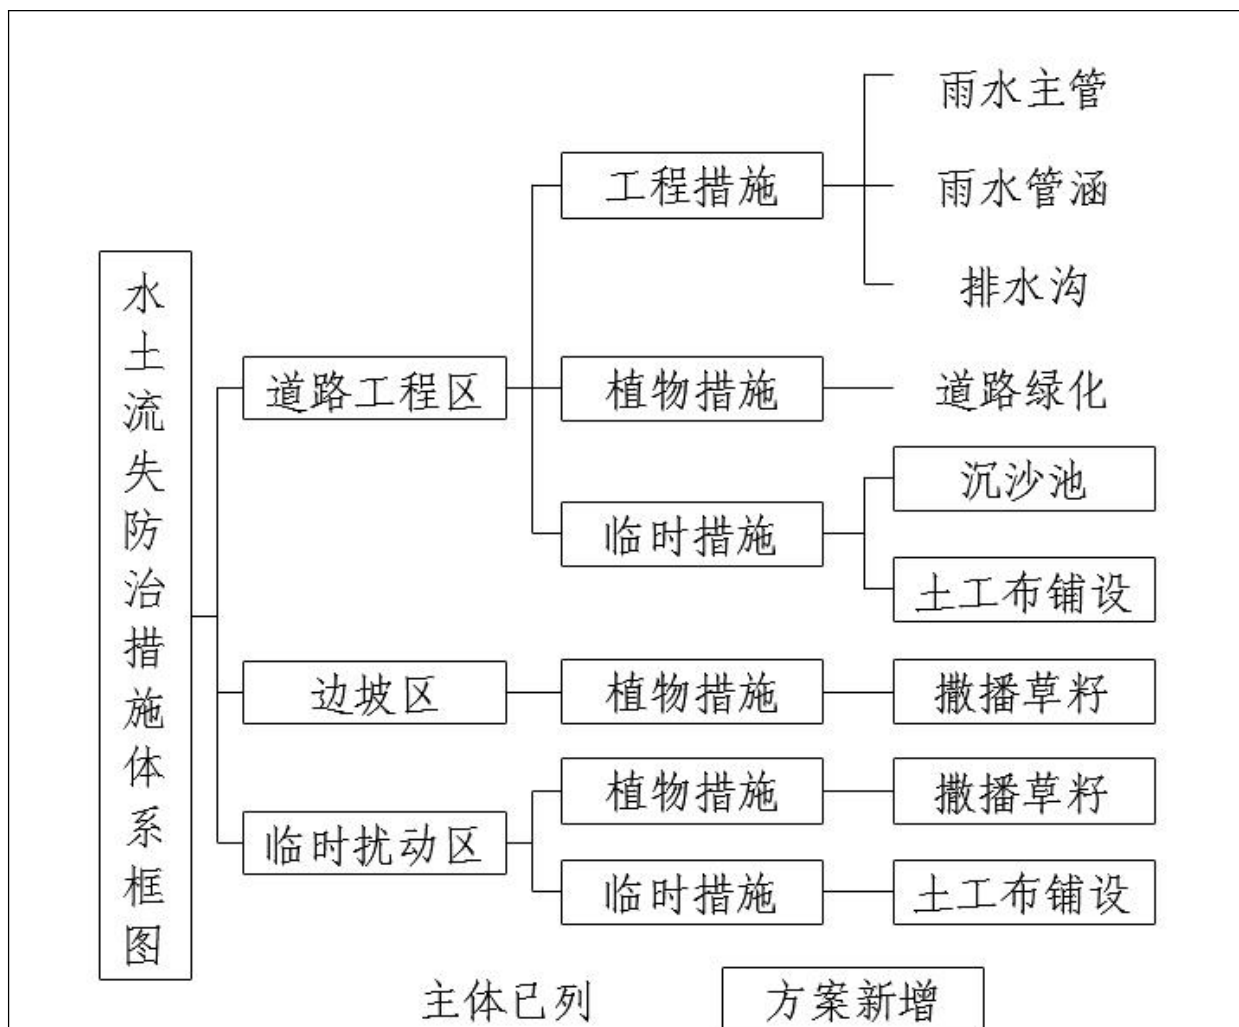 水土流失防治措施体系框图
道路工程区
工程措施
雨水主管
雨水管涵
排水沟
植物措施
道路绿化
临时措施
沉沙池
土工布铺设
边坡区
植物措施
撒播草籽
临时扰动区
植物措施
撒播草籽
临时措施
土工布铺设
主体已列
方案新增